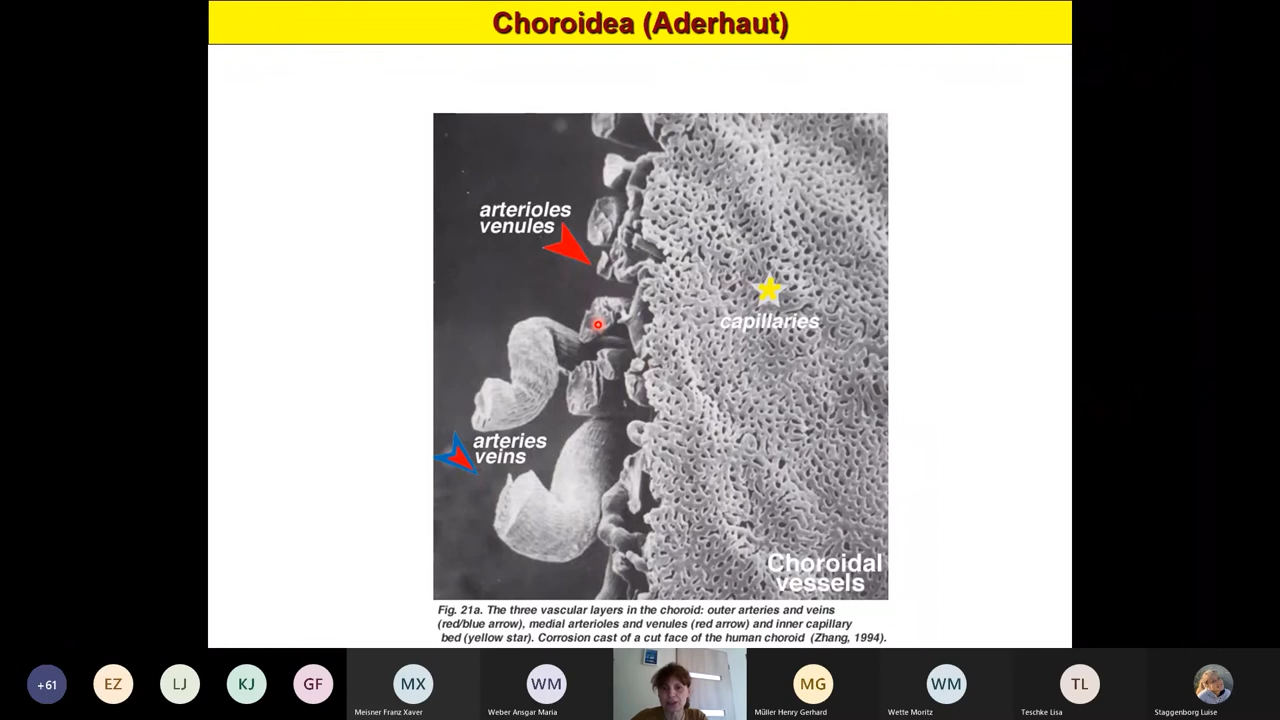 Choroidea (Aderhaut)
arterioles
venules
capillaries
arteries
veins
Choroidal
vessels
Fig. 21a. The three vascular layers in the choroid: outer arteries and veins
(red/blue arrow), medial arterioles and venules (red arrow) and inner capillary
bed (yellow star). Corrosion cast of a cut face of the human choroid (Zhang, 1994).
+61
EZ
LJ
KJ
GF
MX
WM
MG
WM
TL
Meisner Franz Xaver
Weber Ansgar Maria
Müller Henry Gerhard
Wette Moritz
Teschke Lisa
Staggenborg Luise